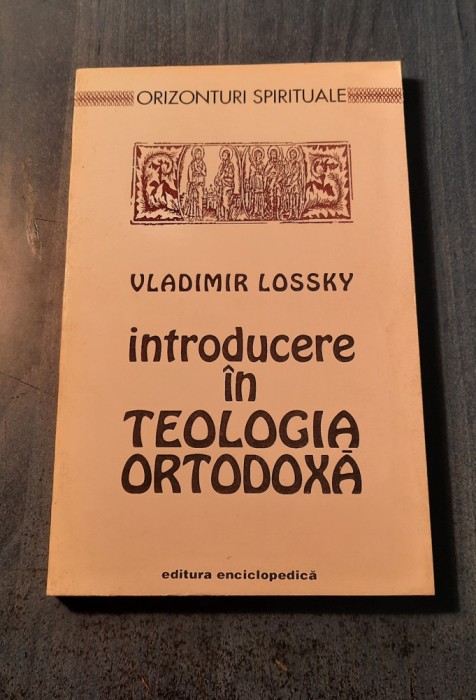 ORIZONTURI SPIRITUALE
VLADIMIR LOSSKY
introducere
în
TEOLOGIA
ORTODOXĂ
editura enciclopedică